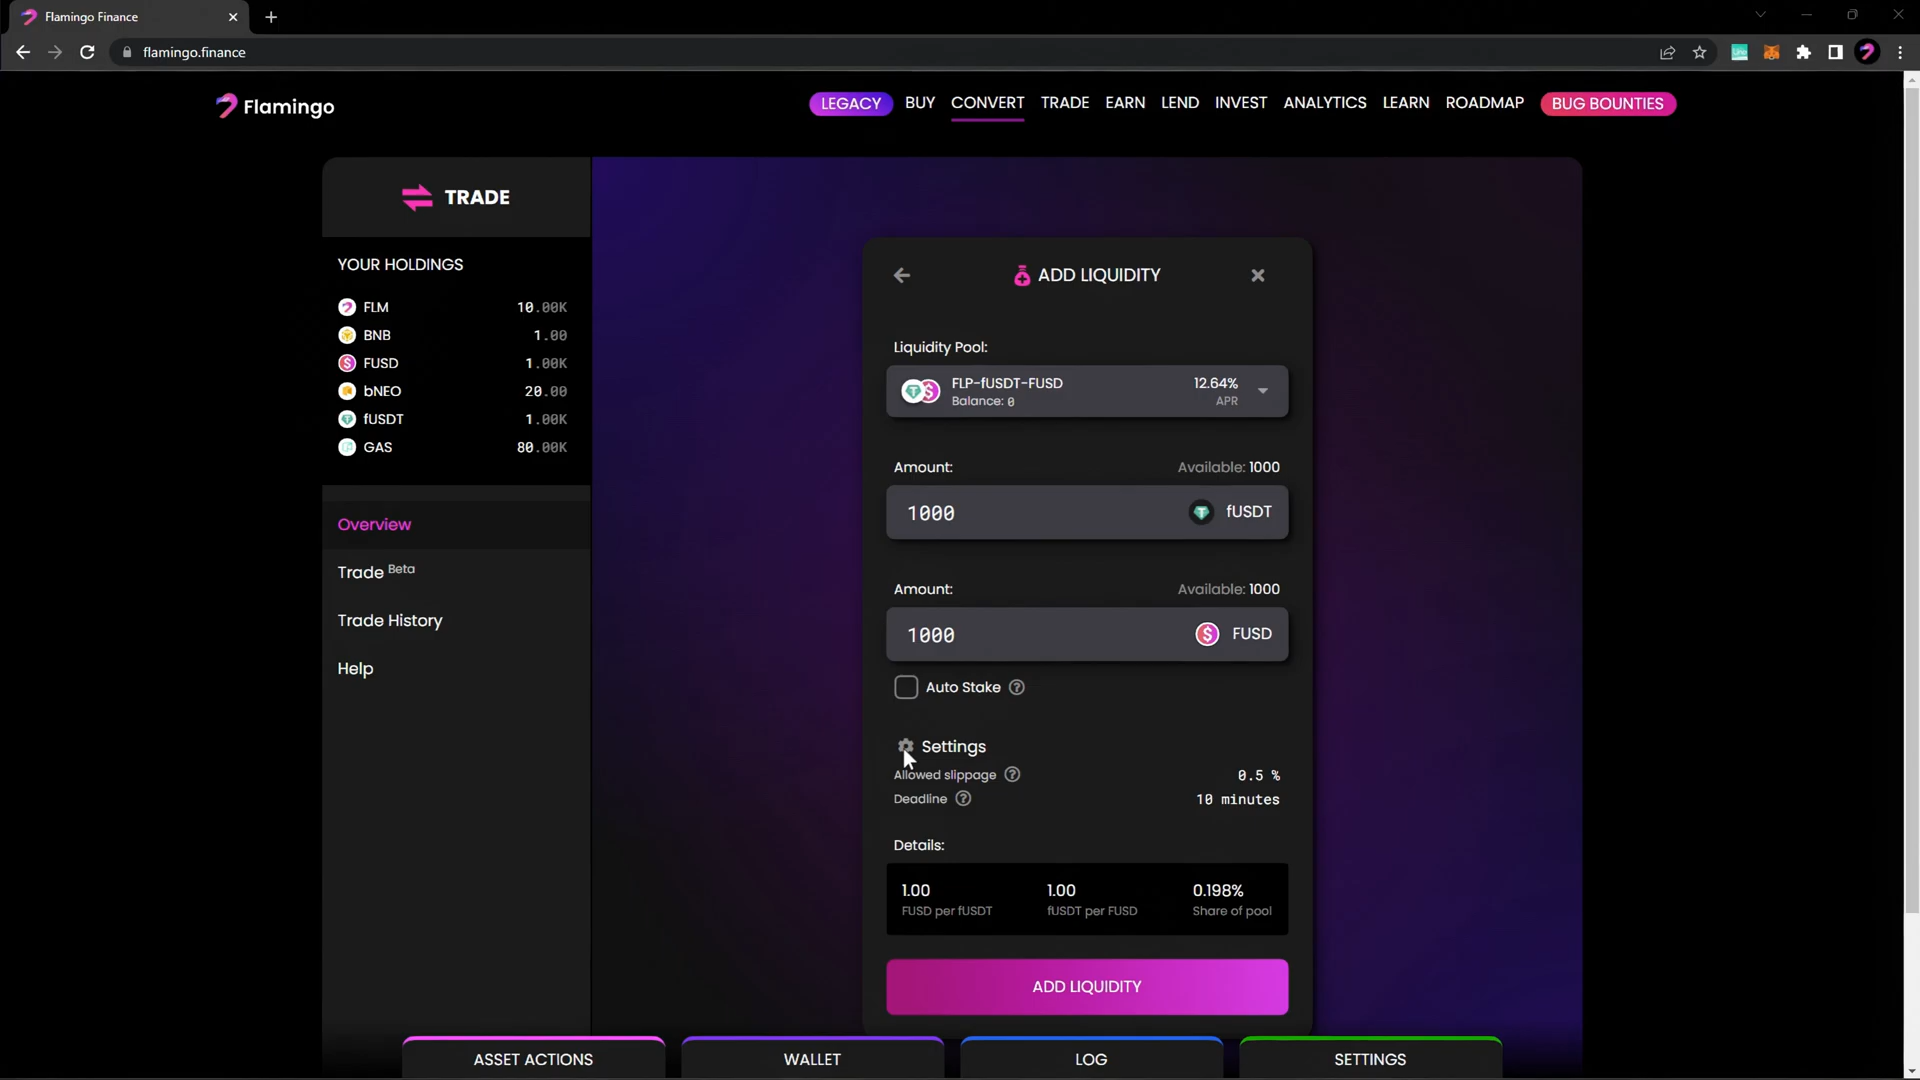 Flamingo Finance
flamingo.finance
Flamingo
LEGACY BUY CONVERT TRADE EARN LEND INVEST ANALYTICS LEARN ROADMAP BUG BOUNTIES
TRADE
YOUR HOLDINGS
FLM 10.00K
BNB 1.00
FUSD 1.00K
bNEO 20.00
fUSDT 1.00K
GAS 80.00K
Overview
Trade Beta
Trade History
Help
ADD LIQUIDITY
Liquidity Pool:
FLP-fUSDT-FUSD 12.64%
Balance: 0 APR
Amount: Available: 1000
1000 fUSDT
Amount: Available: 1000
1000 FUSD
Auto Stake
Settings
Allowed slippage 0.5 %
Deadline 10 minutes
Details:
1.00 1.00 0.198%
FUSD per fUSDT fUSDT per FUSD Share of pool
ADD LIQUIDITY
ASSET ACTIONS WALLET LOG SETTINGS